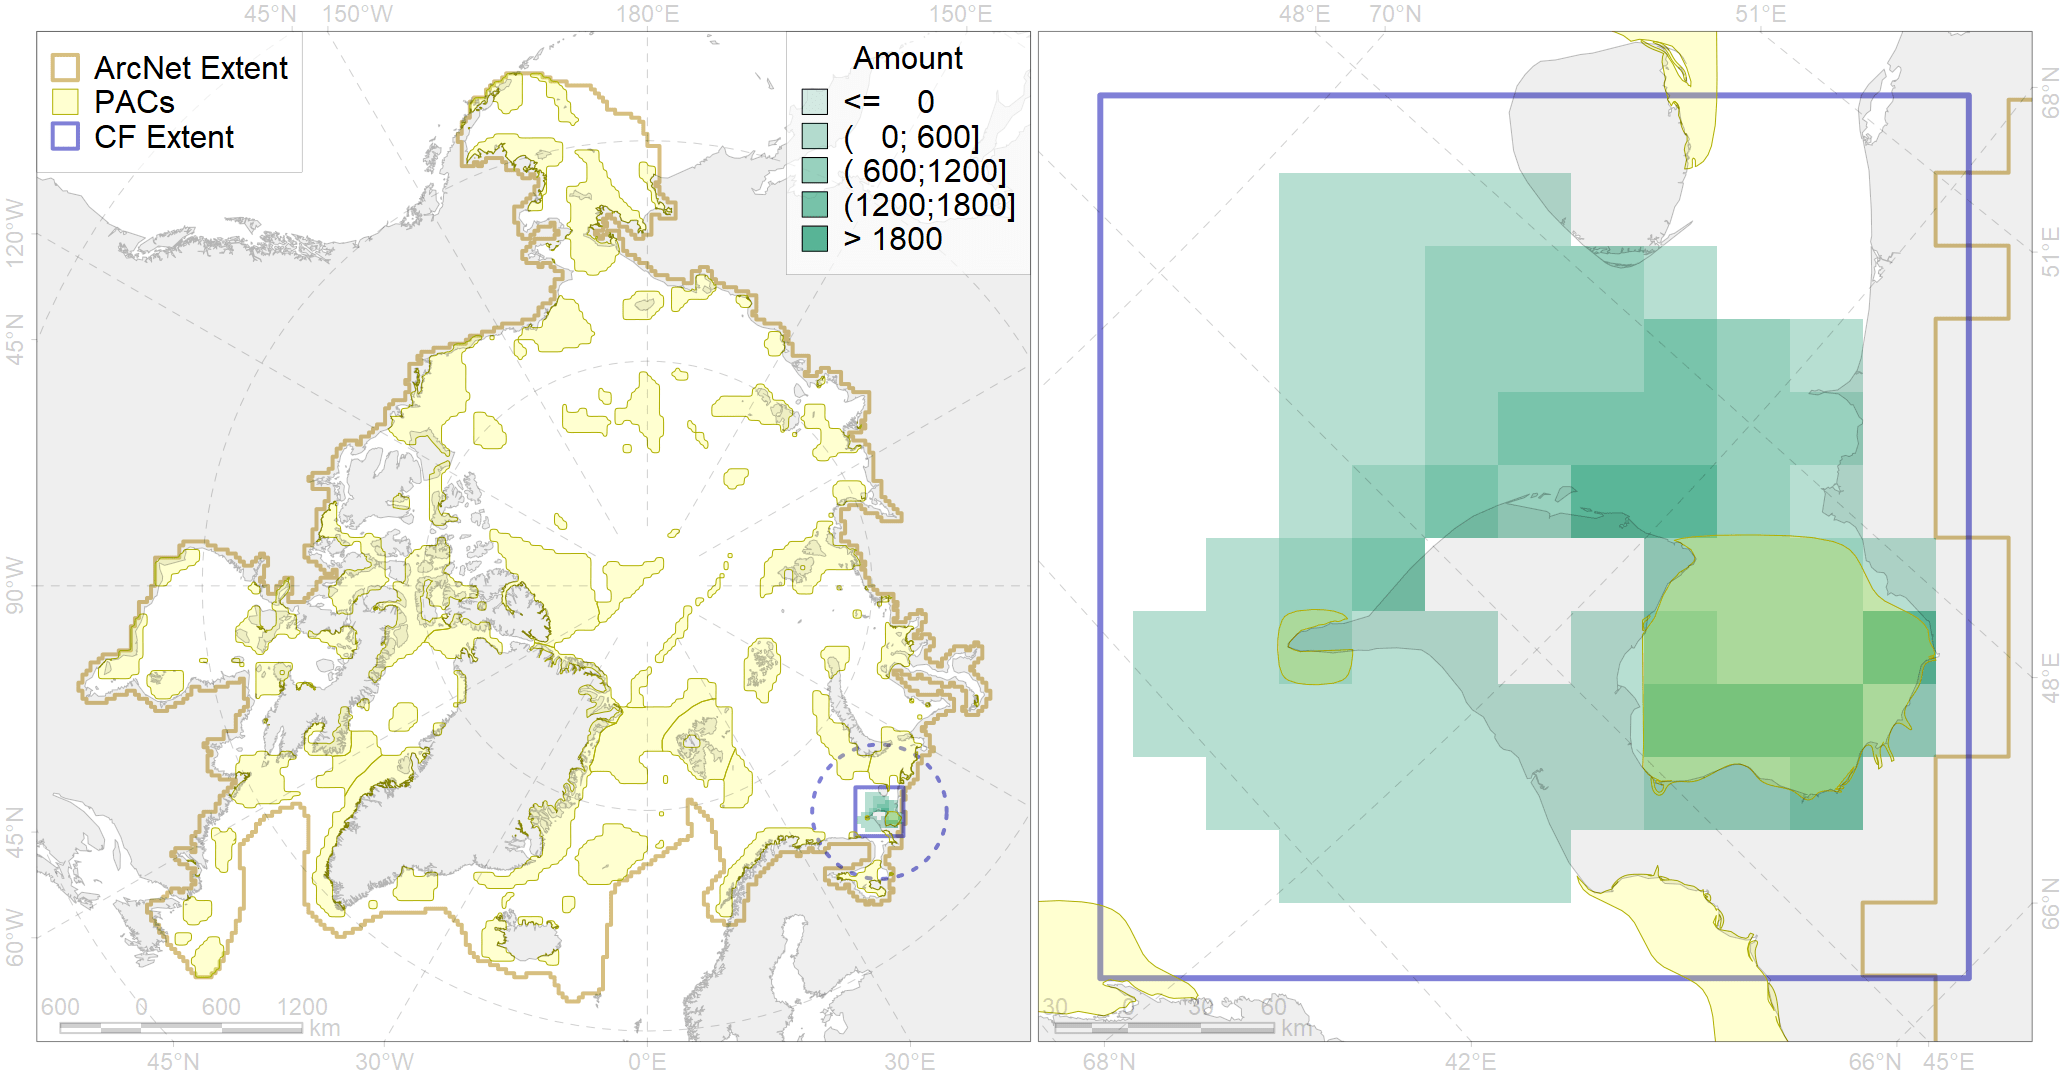 45°N 150°W 180°E 150°E 48°E 70°N 51°E
ArcNet Extent
PACs
CF Extent
Amount
<= 0
( 0; 600]
( 600;1200]
(1200;1800]
> 1800
120°W
45°N
90°W
45°N
60°W
68°N
51°E
48°E
66°N
600 0 600 1200
km
30 0 30 60
km
45°N 30°W 0°E 30°E 68°N 42°E 66°N 45°E